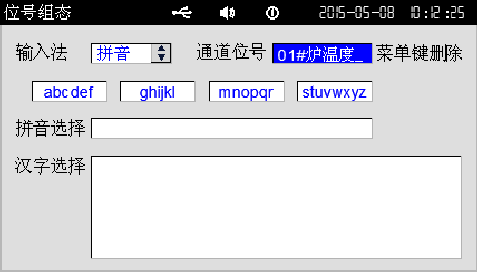 位号组态 2015-05-08 10:12:25
输入法 拼音 通道位号 01#炉温度_ 菜单键删除
abcdef ghijkl mnopqr stuvwxyz
拼音选择
汉字选择